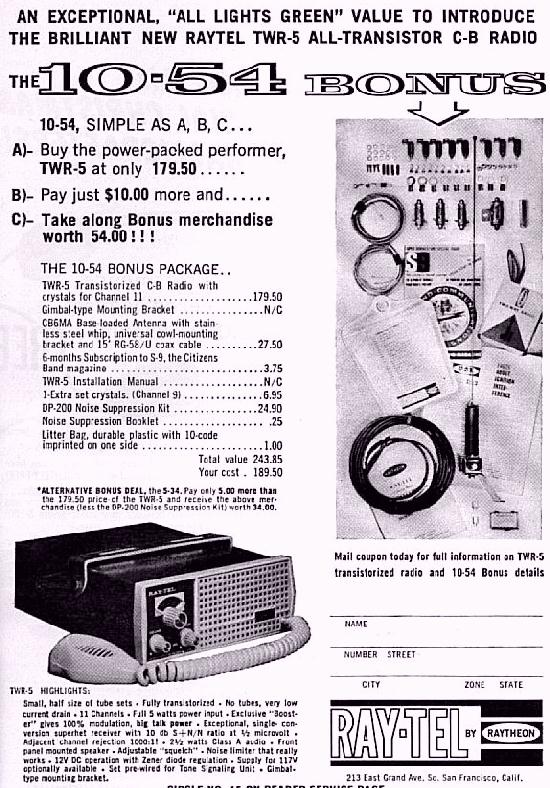 AN EXCEPTIONAL, "ALL LIGHTS GREEN" VALUE TO INTRODUCE
THE BRILLIANT NEW RAYTEL TWR-5 ALL-TRANSISTOR C-B RADIO
THE 10-54 BONUS
10-54, SIMPLE AS A, B, C...
A)- Buy the power-packed performer,
TWR-5 at only 179.50......
B)- Pay just $10.00 more and......
C)- Take along Bonus merchandise
worth 54.00!!!
THE 10-54 BONUS PACKAGE..
TWR-5 Transistorized C-B Radio with
crystals for Channel 11 ....................179.50
Gimbal-type Mounting Bracket ................N/C
CBGMA Base-loaded Antenna with stain-
less steel whip, universal cowl-mounting
bracket and 15' RG-58/U coax cable ..........27.50
6-months Subscription to S-9, the Citizens
Band magazine ............................... 3.75
TWR-5 Installation Manual ...................N/C
1-Extra set crystals. (Channel 9) ............6.95
DP-200 Noise Suppression Kit ................24.90
Noise Suppression Booklet ................... .25
Litter Bag, durable plastic with 10-code
imprinted on one side ....................... 1.00
Total value 243.85
Your cost . 189.50
*ALTERNATIVE BONUS DEAL, the 5-34. Pay only 5.00 more than
the 179.50 price of the TWR-5 and receive the above mer-
chandise (less the DP-200 Noise Suppression Kit) worth 34.00.
S9
FACTS
ABOUT
IGNITION
INTER-
FERENCE
Mail coupon today for full information on TWR-5
transistorized radio and 10-54 Bonus details
RAY-TEL
NAME
NUMBER STREET
CITY ZONE STATE
TWR-5 HIGHLIGHTS:
Small, half size of tube sets • Fully transistorized • No tubes, very low
current drain • 11 Channels • Full 5 watts power input • Exclusive "Boost-
er" gives 100% modulation, big talk power • Exceptional, single-con-
version superhet receiver with 10 db S+N/N ratio at ½ microvolt •
Adjacent channel rejection 1000:1! • 2½ watts Class A audio • Front
panel mounted speaker • Adjustable "squelch" • Noise limiter that really
works • 12V DC operation with Zener diode regulation • Supply for 117V
optionally available • Set pre-wired for Tone Signaling Unit • Gimbal-
type mounting bracket.
RAY-TEL BY RAYTHEON
213 East Grand Ave. So. San Francisco, Calif.
CIRCLE NO. 15 ON READER SERVICE PAGE